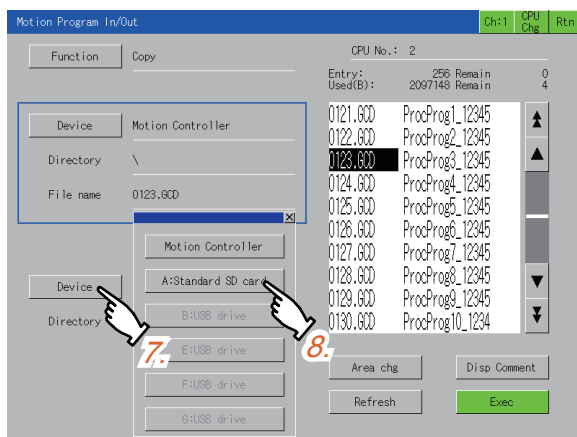 Motion Program In/Out
Ch:1
CPU Chg
Rtn
Function
Copy
CPU No.: 2
Entry: 256 Remain 0
Used(B): 2097148 Remain 4
Device
Motion Controller
Directory
\
File name
0123.GCD
0121.GCD ProcProg1_12345
0122.GCD ProcProg2_12345
0123.GCD ProcProg3_12345
0124.GCD ProcProg4_12345
0125.GCD ProcProg5_12345
0126.GCD ProcProg6_12345
0127.GCD ProcProg7_12345
0128.GCD ProcProg8_12345
0129.GCD ProcProg9_12345
0130.GCD ProcProg10_1234
Motion Controller
A:Standard SD card
B:USB drive
E:USB drive
F:USB drive
G:USB drive
Device
Directory
7.
8.
Area chg
Disp Comment
Refresh
Exec